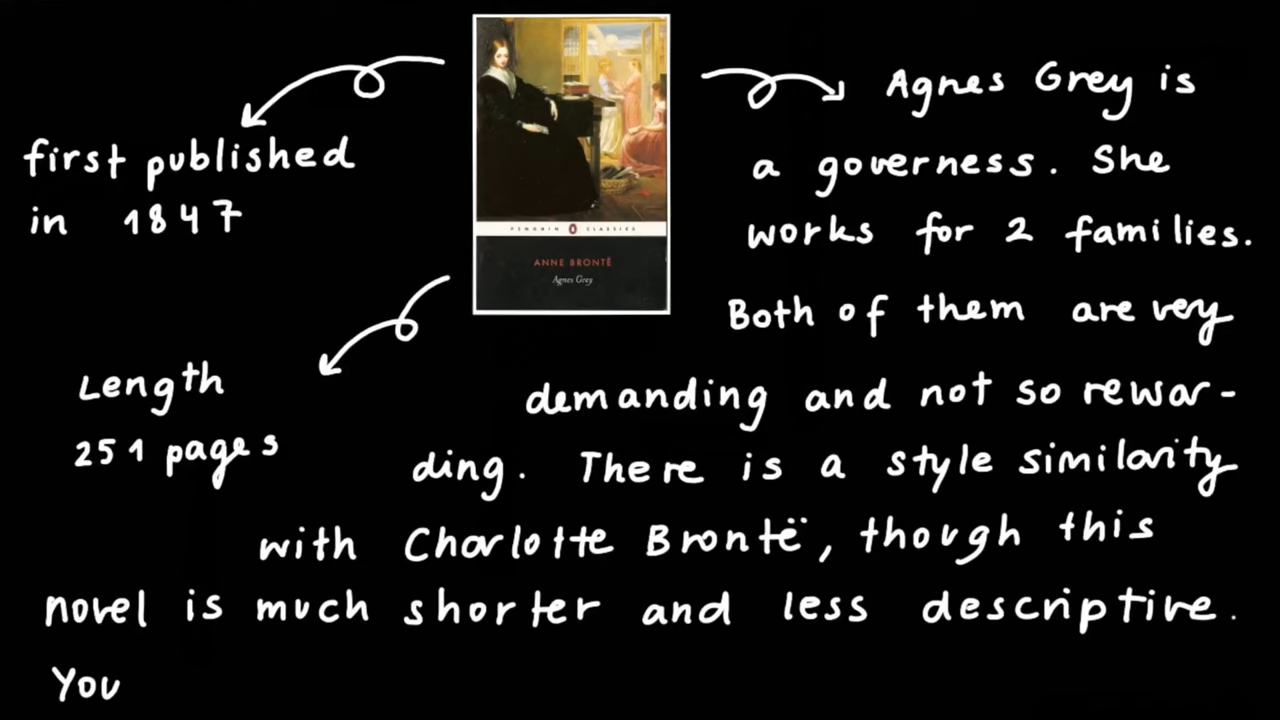 first published
in 1847
Length
251 pages
PENGUIN CLASSICS
ANNE BRONTË
Agnes Grey
Agnes Grey is
a governess. She
works for 2 families.
Both of them are very
demanding and not so rewar-
ding. There is a style similarity
with Charlotte Brontë, though this
novel is much shorter and less descriptive.
You